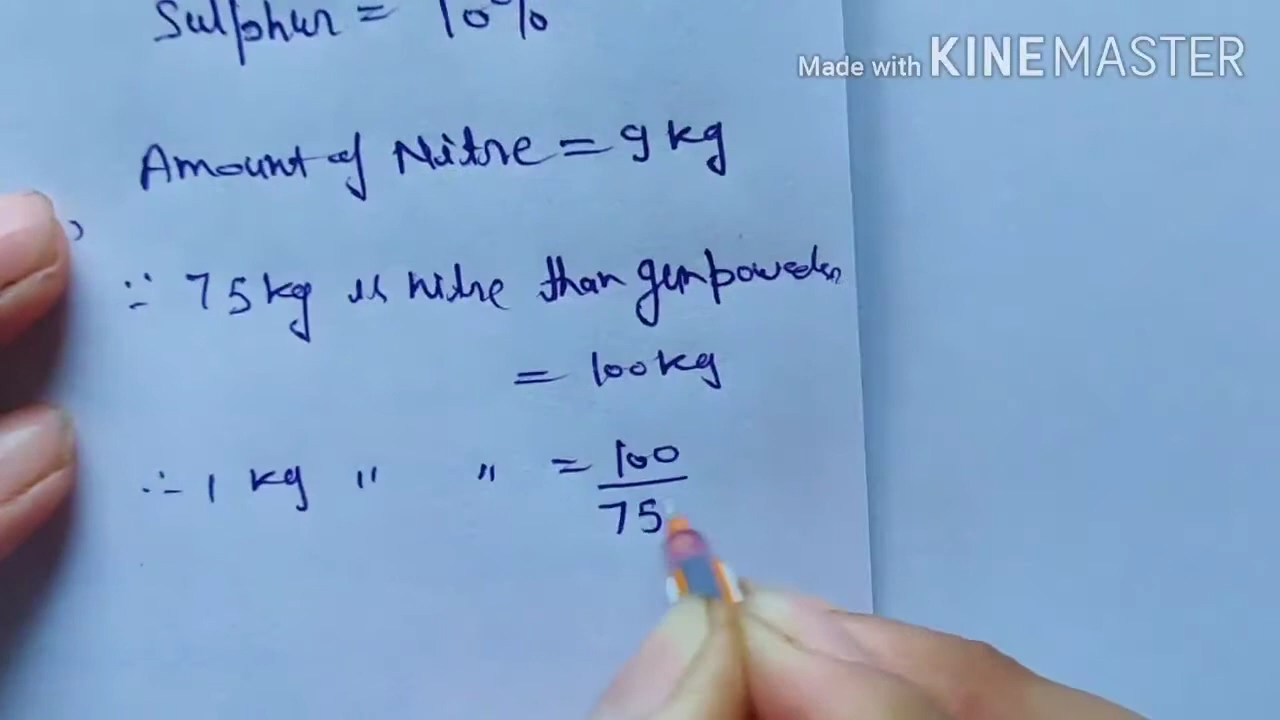 Sulphur = 10%
Made with KINEMASTER
Amount of Nitre = 9 kg
∵ 75 kg is nitre than gunpowder,
= 100 kg
∴ 1 kg " " = 100/75